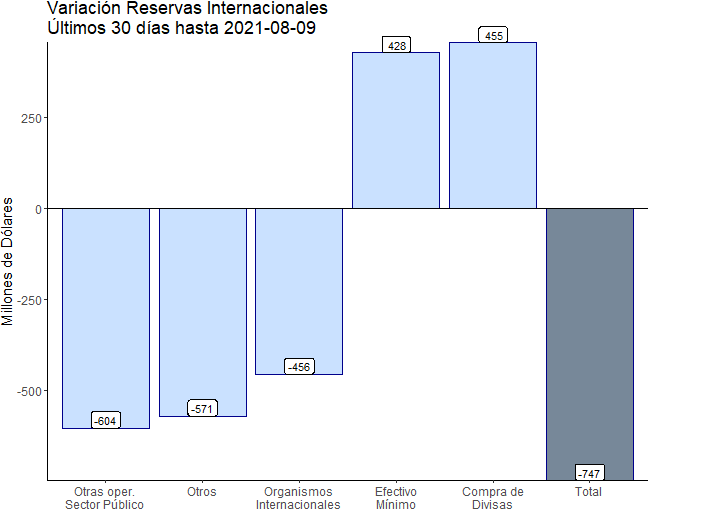 Variación Reservas Internacionales
Últimos 30 días hasta 2021-08-09
Millones de Dólares
250
0
-250
-500
-604
-571
-456
428
455
-747
Otras oper.
Sector Público
Otros
Organismos
Internacionales
Efectivo
Mínimo
Compra de
Divisas
Total